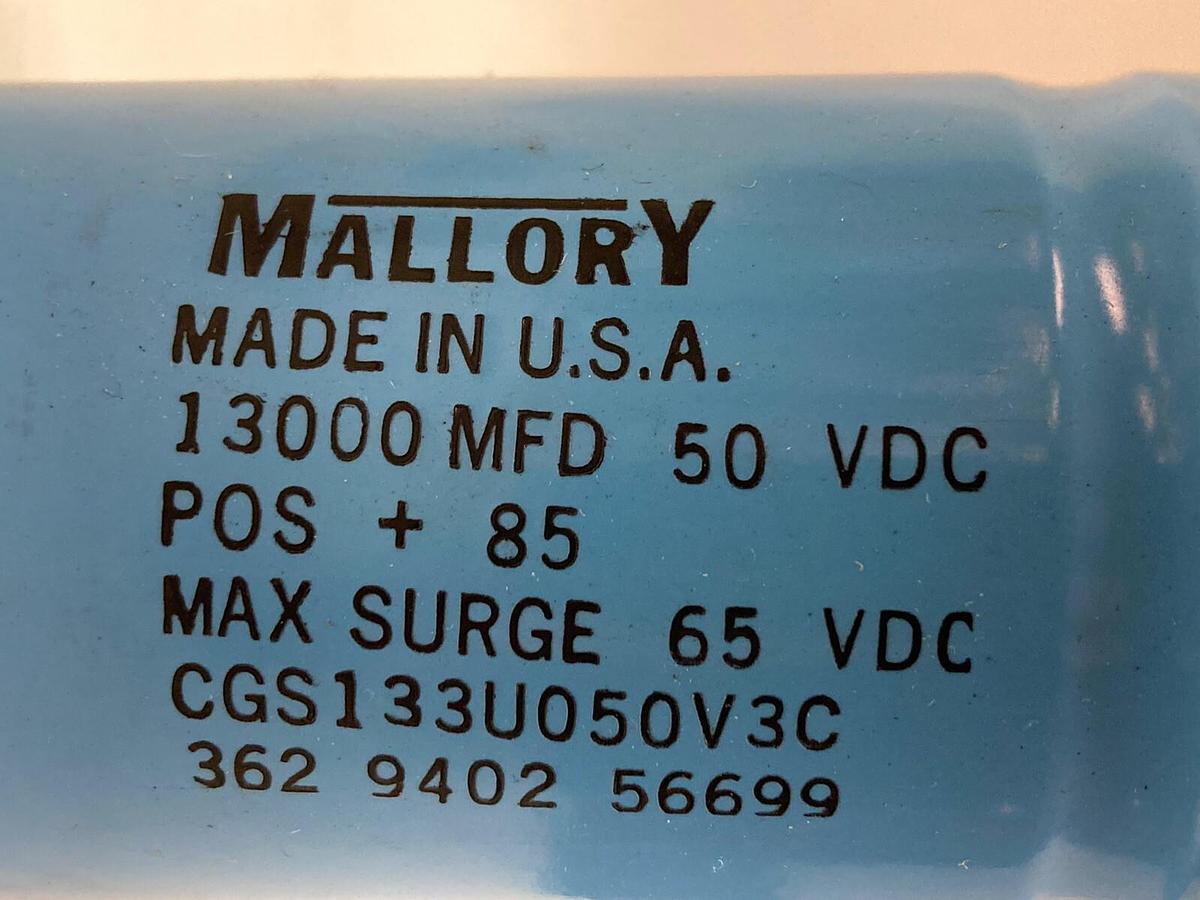 MALLORY
MADE IN U.S.A.
13000 MFD 50 VDC
POS + 85
MAX SURGE 65 VDC
CGS133U050V3C
362 9402 56699